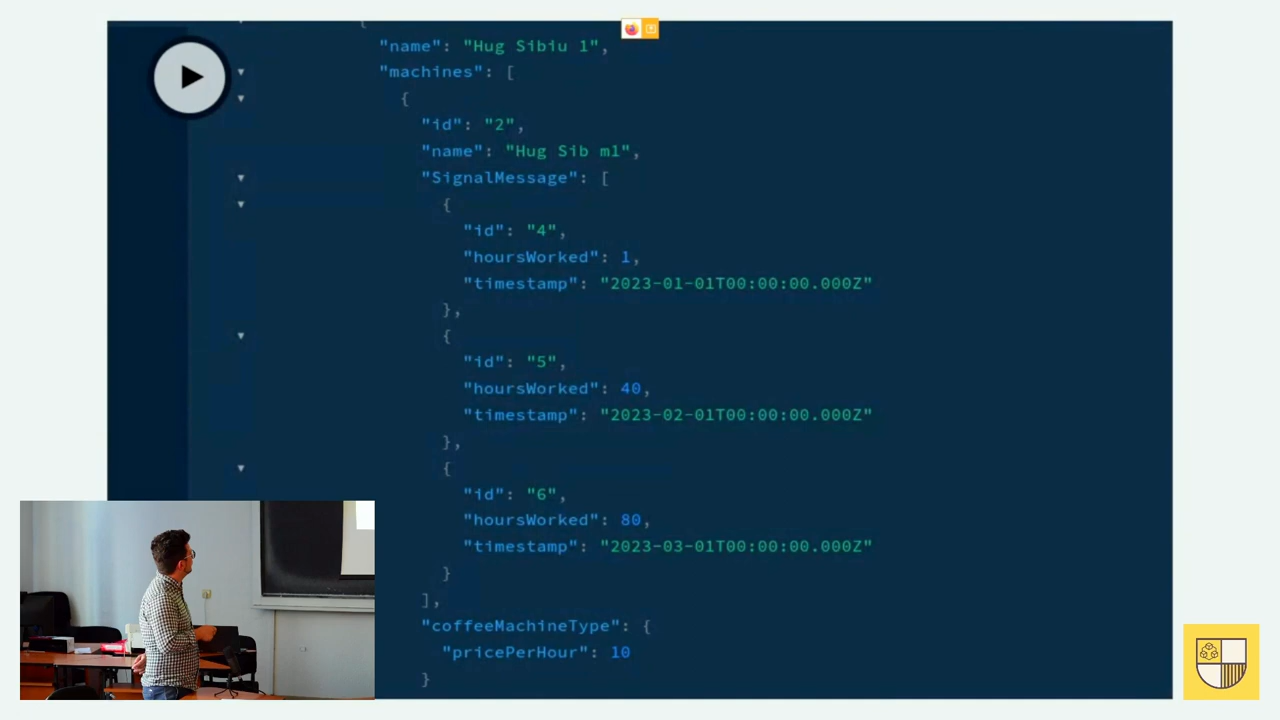 {
"name": "Hug Sibiu 1",
"machines": [
{
"id": "2",
"name": "Hug Sib m1",
"SignalMessage": [
{
"id": "4",
"hoursWorked": 1,
"timestamp": "2023-01-01T00:00:00.000Z"
},
{
"id": "5",
"hoursWorked": 40,
"timestamp": "2023-02-01T00:00:00.000Z"
},
{
"id": "6",
"hoursWorked": 80,
"timestamp": "2023-03-01T00:00:00.000Z"
}
],
"coffeeMachineType": {
"pricePerHour": 10
}